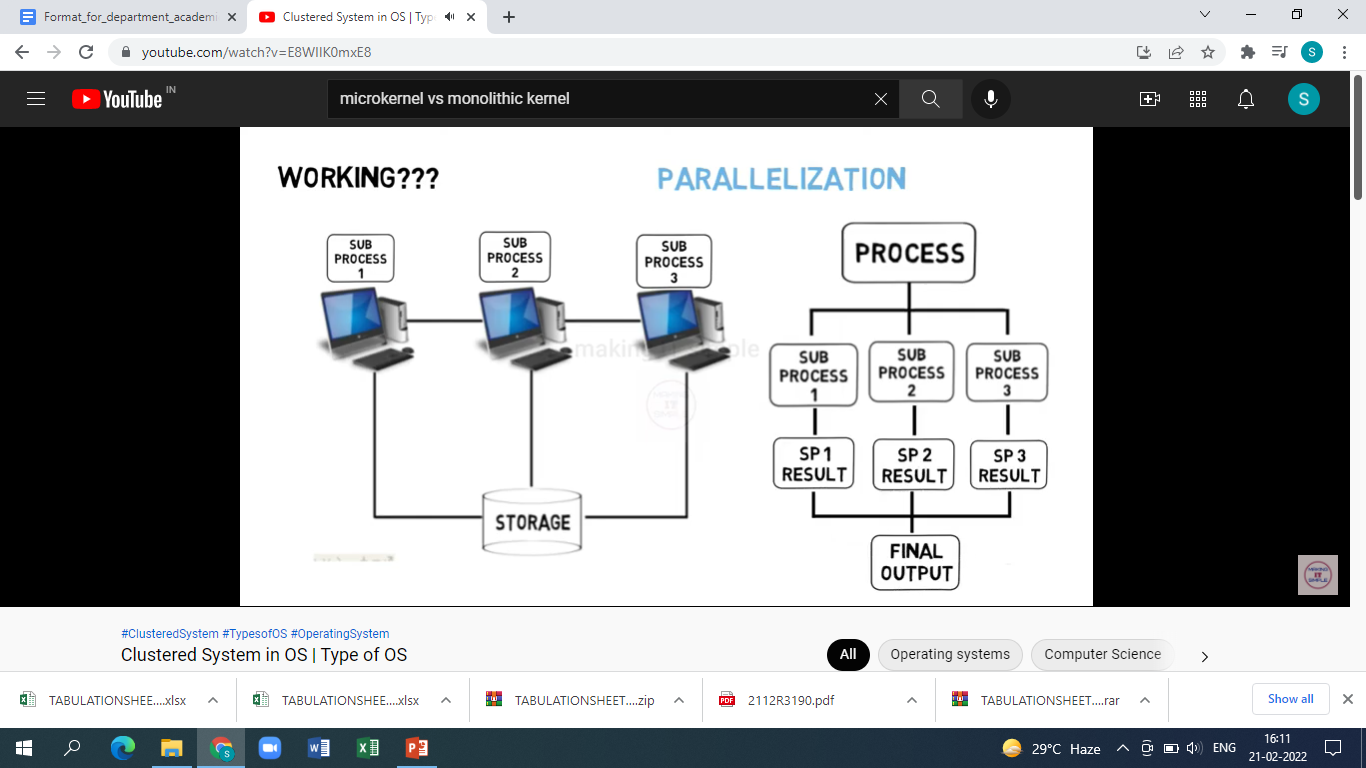 Format_for_department_academi
Clustered System in OS | Typ
youtube.com/watch?v=E8WIIK0mxE8
S
YouTube IN
microkernel vs monolithic kernel
S
WORKING???
PARALLELIZATION
SUB
PROCESS
1
SUB
PROCESS
2
SUB
PROCESS
3
STORAGE
PROCESS
SUB
PROCESS
1
SUB
PROCESS
2
SUB
PROCESS
3
SP 1
RESULT
SP 2
RESULT
SP 3
RESULT
FINAL
OUTPUT
MAKING
IT
SIMPLE
#ClusteredSystem #TypesofOS #OperatingSystem
Clustered System in OS | Type of OS
All
Operating systems
Computer Science
TABULATIONSHEE....xlsx
TABULATIONSHEE....xlsx
TABULATIONSHEET....zip
2112R3190.pdf
TABULATIONSHEET....rar
Show all
29°C Haze
ENG
16:11
21-02-2022